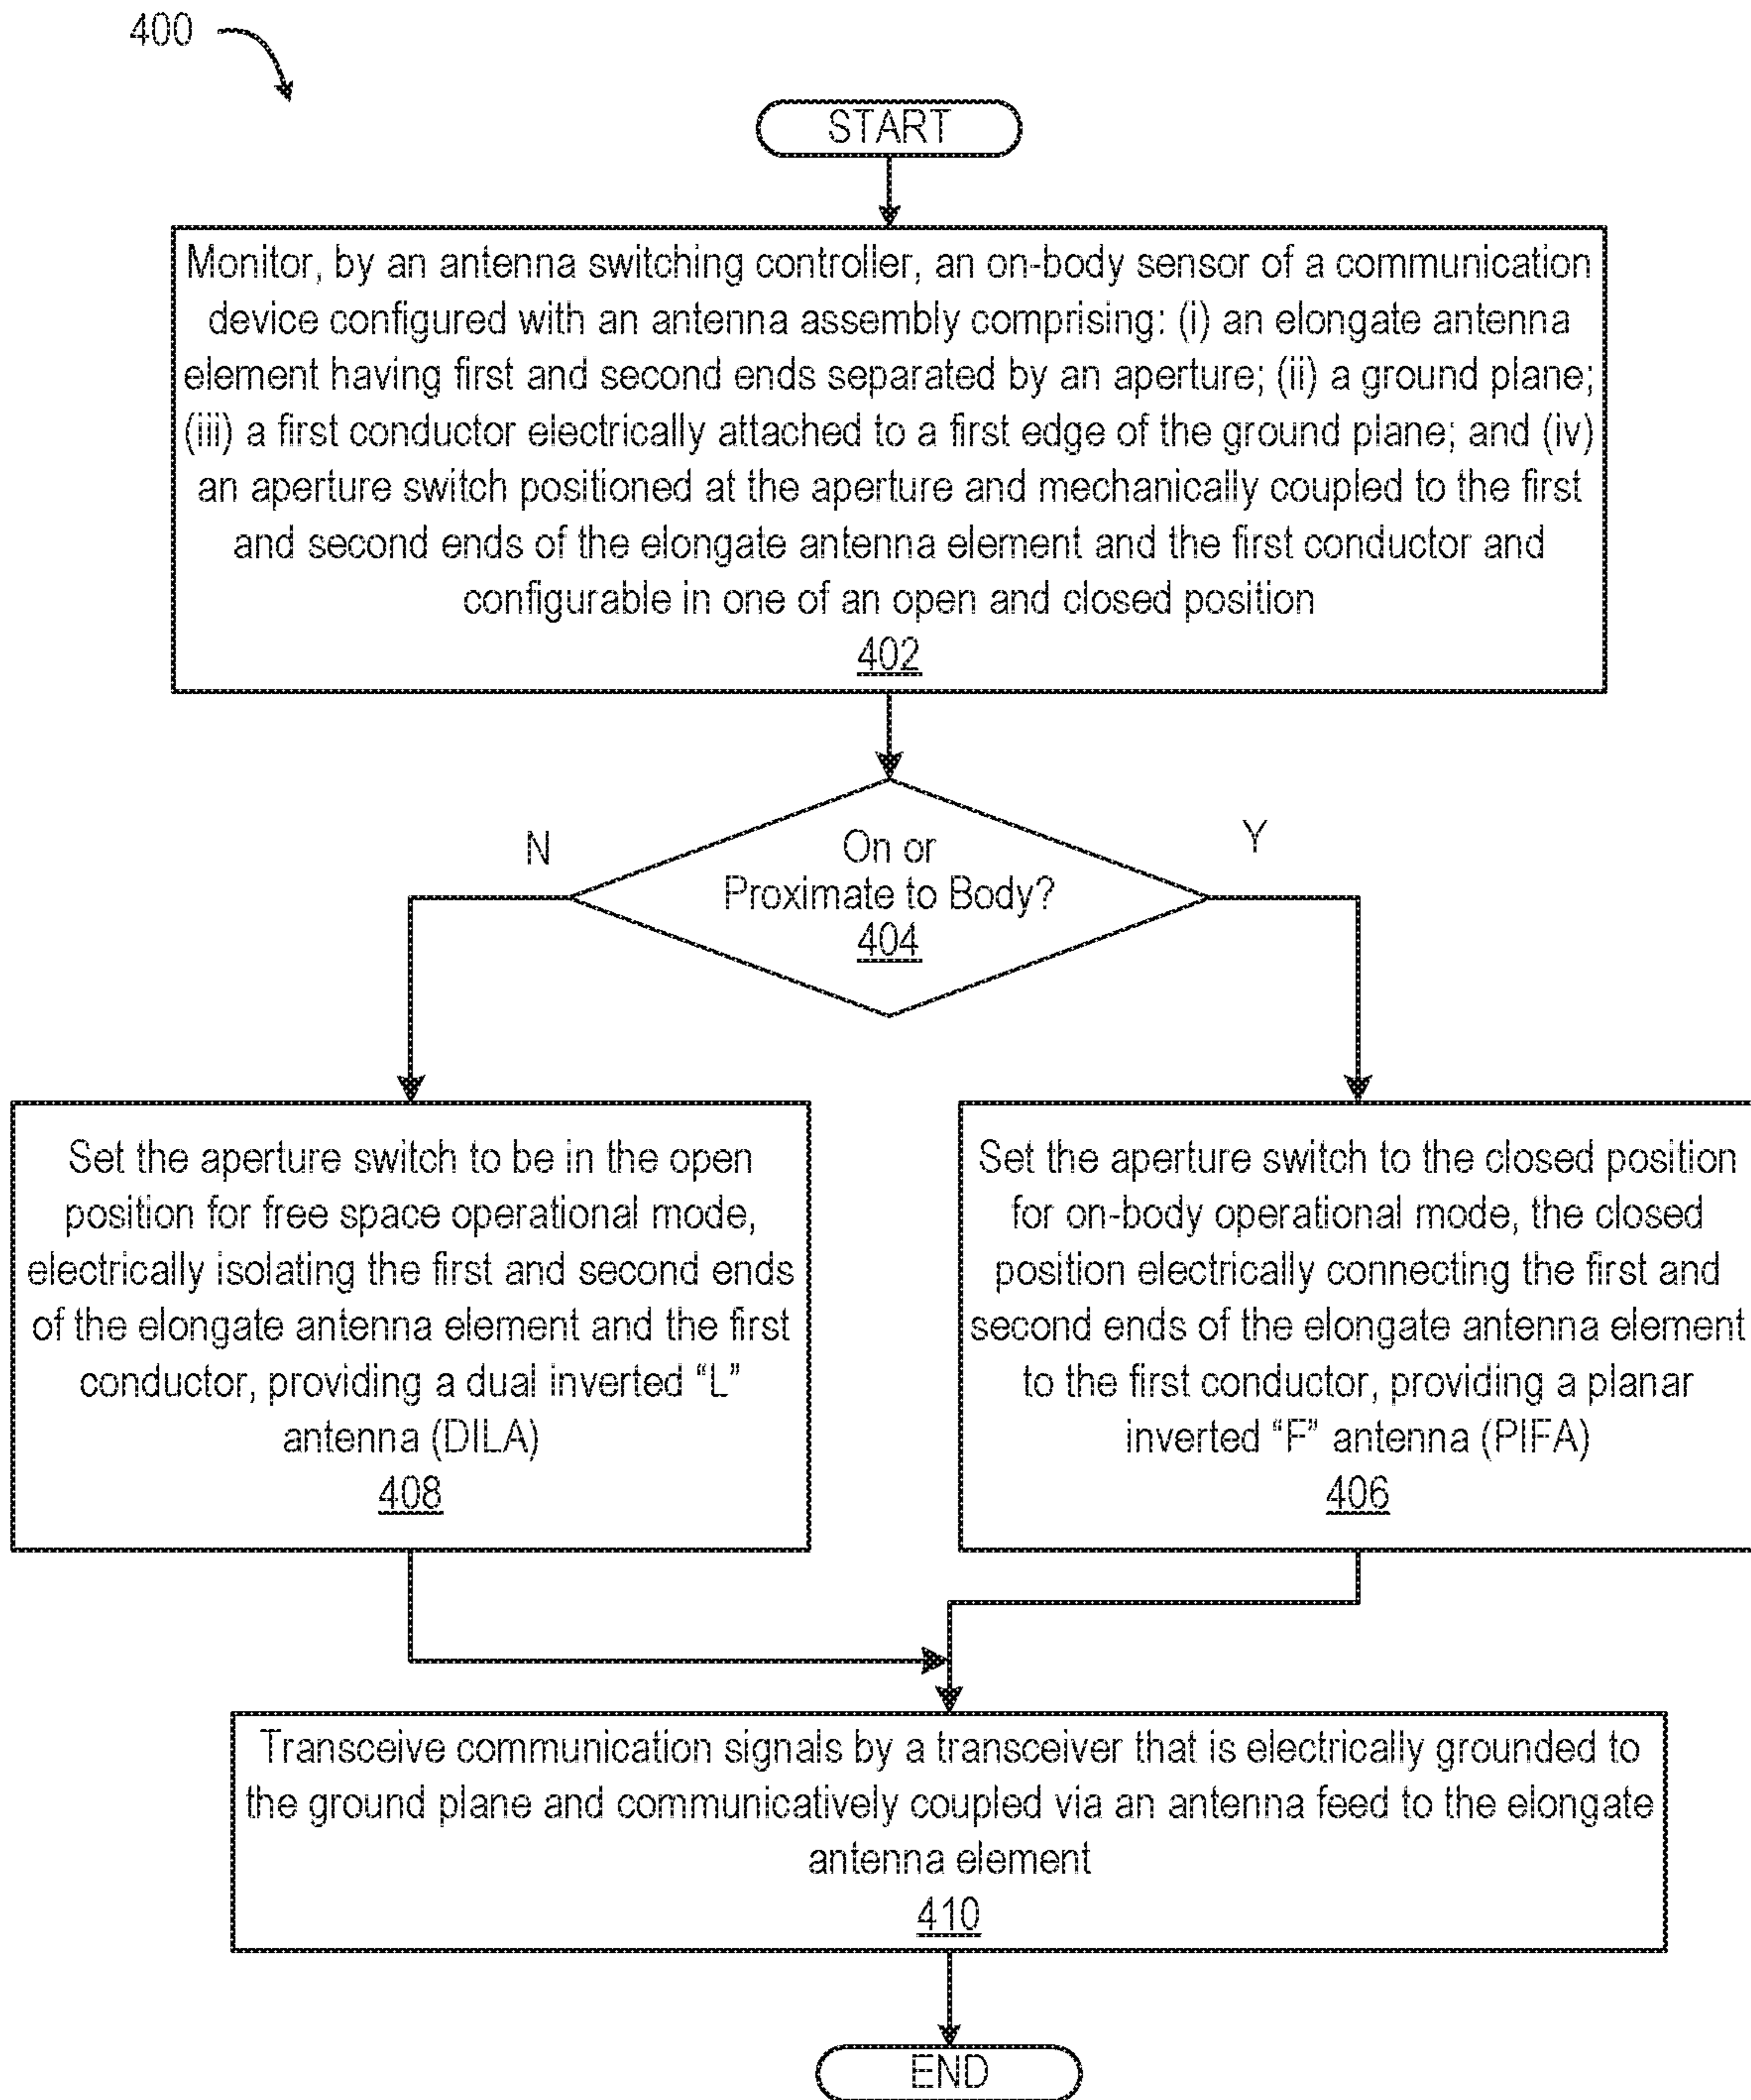 400
START
Monitor, by an antenna switching controller, an on-body sensor of a communication
device configured with an antenna assembly comprising: (i) an elongate antenna
element having first and second ends separated by an aperture; (ii) a ground plane;
(iii) a first conductor electrically attached to a first edge of the ground plane; and (iv)
an aperture switch positioned at the aperture and mechanically coupled to the first
and second ends of the elongate antenna element and the first conductor and
configurable in one of an open and closed position
402
N
Y
On or
Proximate to Body?
404
Set the aperture switch to be in the open
position for free space operational mode,
electrically isolating the first and second ends
of the elongate antenna element and the first
conductor, providing a dual inverted “L”
antenna (DILA)
408
Set the aperture switch to the closed position
for on-body operational mode, the closed
position electrically connecting the first and
second ends of the elongate antenna element
to the first conductor, providing a planar
inverted “F” antenna (PIFA)
406
Transceive communication signals by a transceiver that is electrically grounded to
the ground plane and communicatively coupled via an antenna feed to the elongate
antenna element
410
END